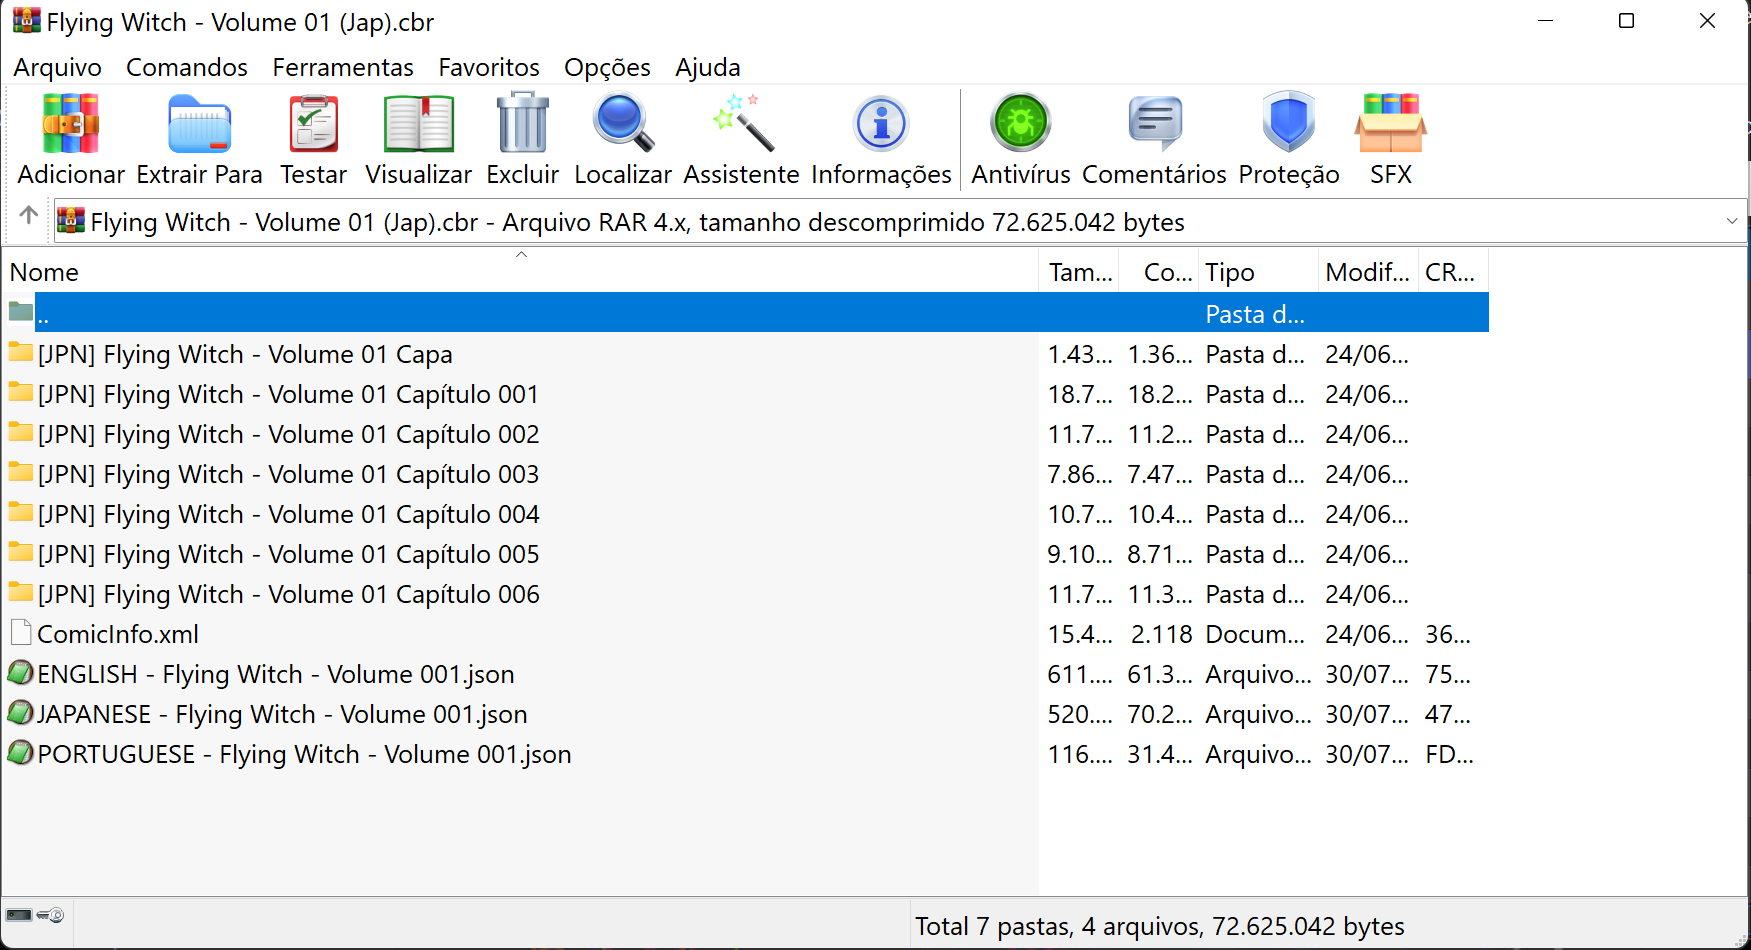 Flying Witch - Volume 01 (Jap).cbr
Arquivo Comandos Ferramentas Favoritos Opções Ajuda
Adicionar Extrair Para Testar Visualizar Excluir Localizar Assistente Informações Antivírus Comentários Proteção SFX
Flying Witch - Volume 01 (Jap).cbr - Arquivo RAR 4.x, tamanho descomprimido 72.625.042 bytes
Nome Tam... Co... Tipo Modif... CR...
.. Pasta d...
[JPN] Flying Witch - Volume 01 Capa 1.43... 1.36... Pasta d... 24/06...
[JPN] Flying Witch - Volume 01 Capítulo 001 18.7... 18.2... Pasta d... 24/06...
[JPN] Flying Witch - Volume 01 Capítulo 002 11.7... 11.2... Pasta d... 24/06...
[JPN] Flying Witch - Volume 01 Capítulo 003 7.86... 7.47... Pasta d... 24/06...
[JPN] Flying Witch - Volume 01 Capítulo 004 10.7... 10.4... Pasta d... 24/06...
[JPN] Flying Witch - Volume 01 Capítulo 005 9.10... 8.71... Pasta d... 24/06...
[JPN] Flying Witch - Volume 01 Capítulo 006 11.7... 11.3... Pasta d... 24/06...
ComicInfo.xml 15.4... 2.118 Docum... 24/06... 36...
ENGLISH - Flying Witch - Volume 001.json 611.... 61.3... Arquivo... 30/07... 75...
JAPANESE - Flying Witch - Volume 001.json 520.... 70.2... Arquivo... 30/07... 47...
PORTUGUESE - Flying Witch - Volume 001.json 116.... 31.4... Arquivo... 30/07... FD...
Total 7 pastas, 4 arquivos, 72.625.042 bytes